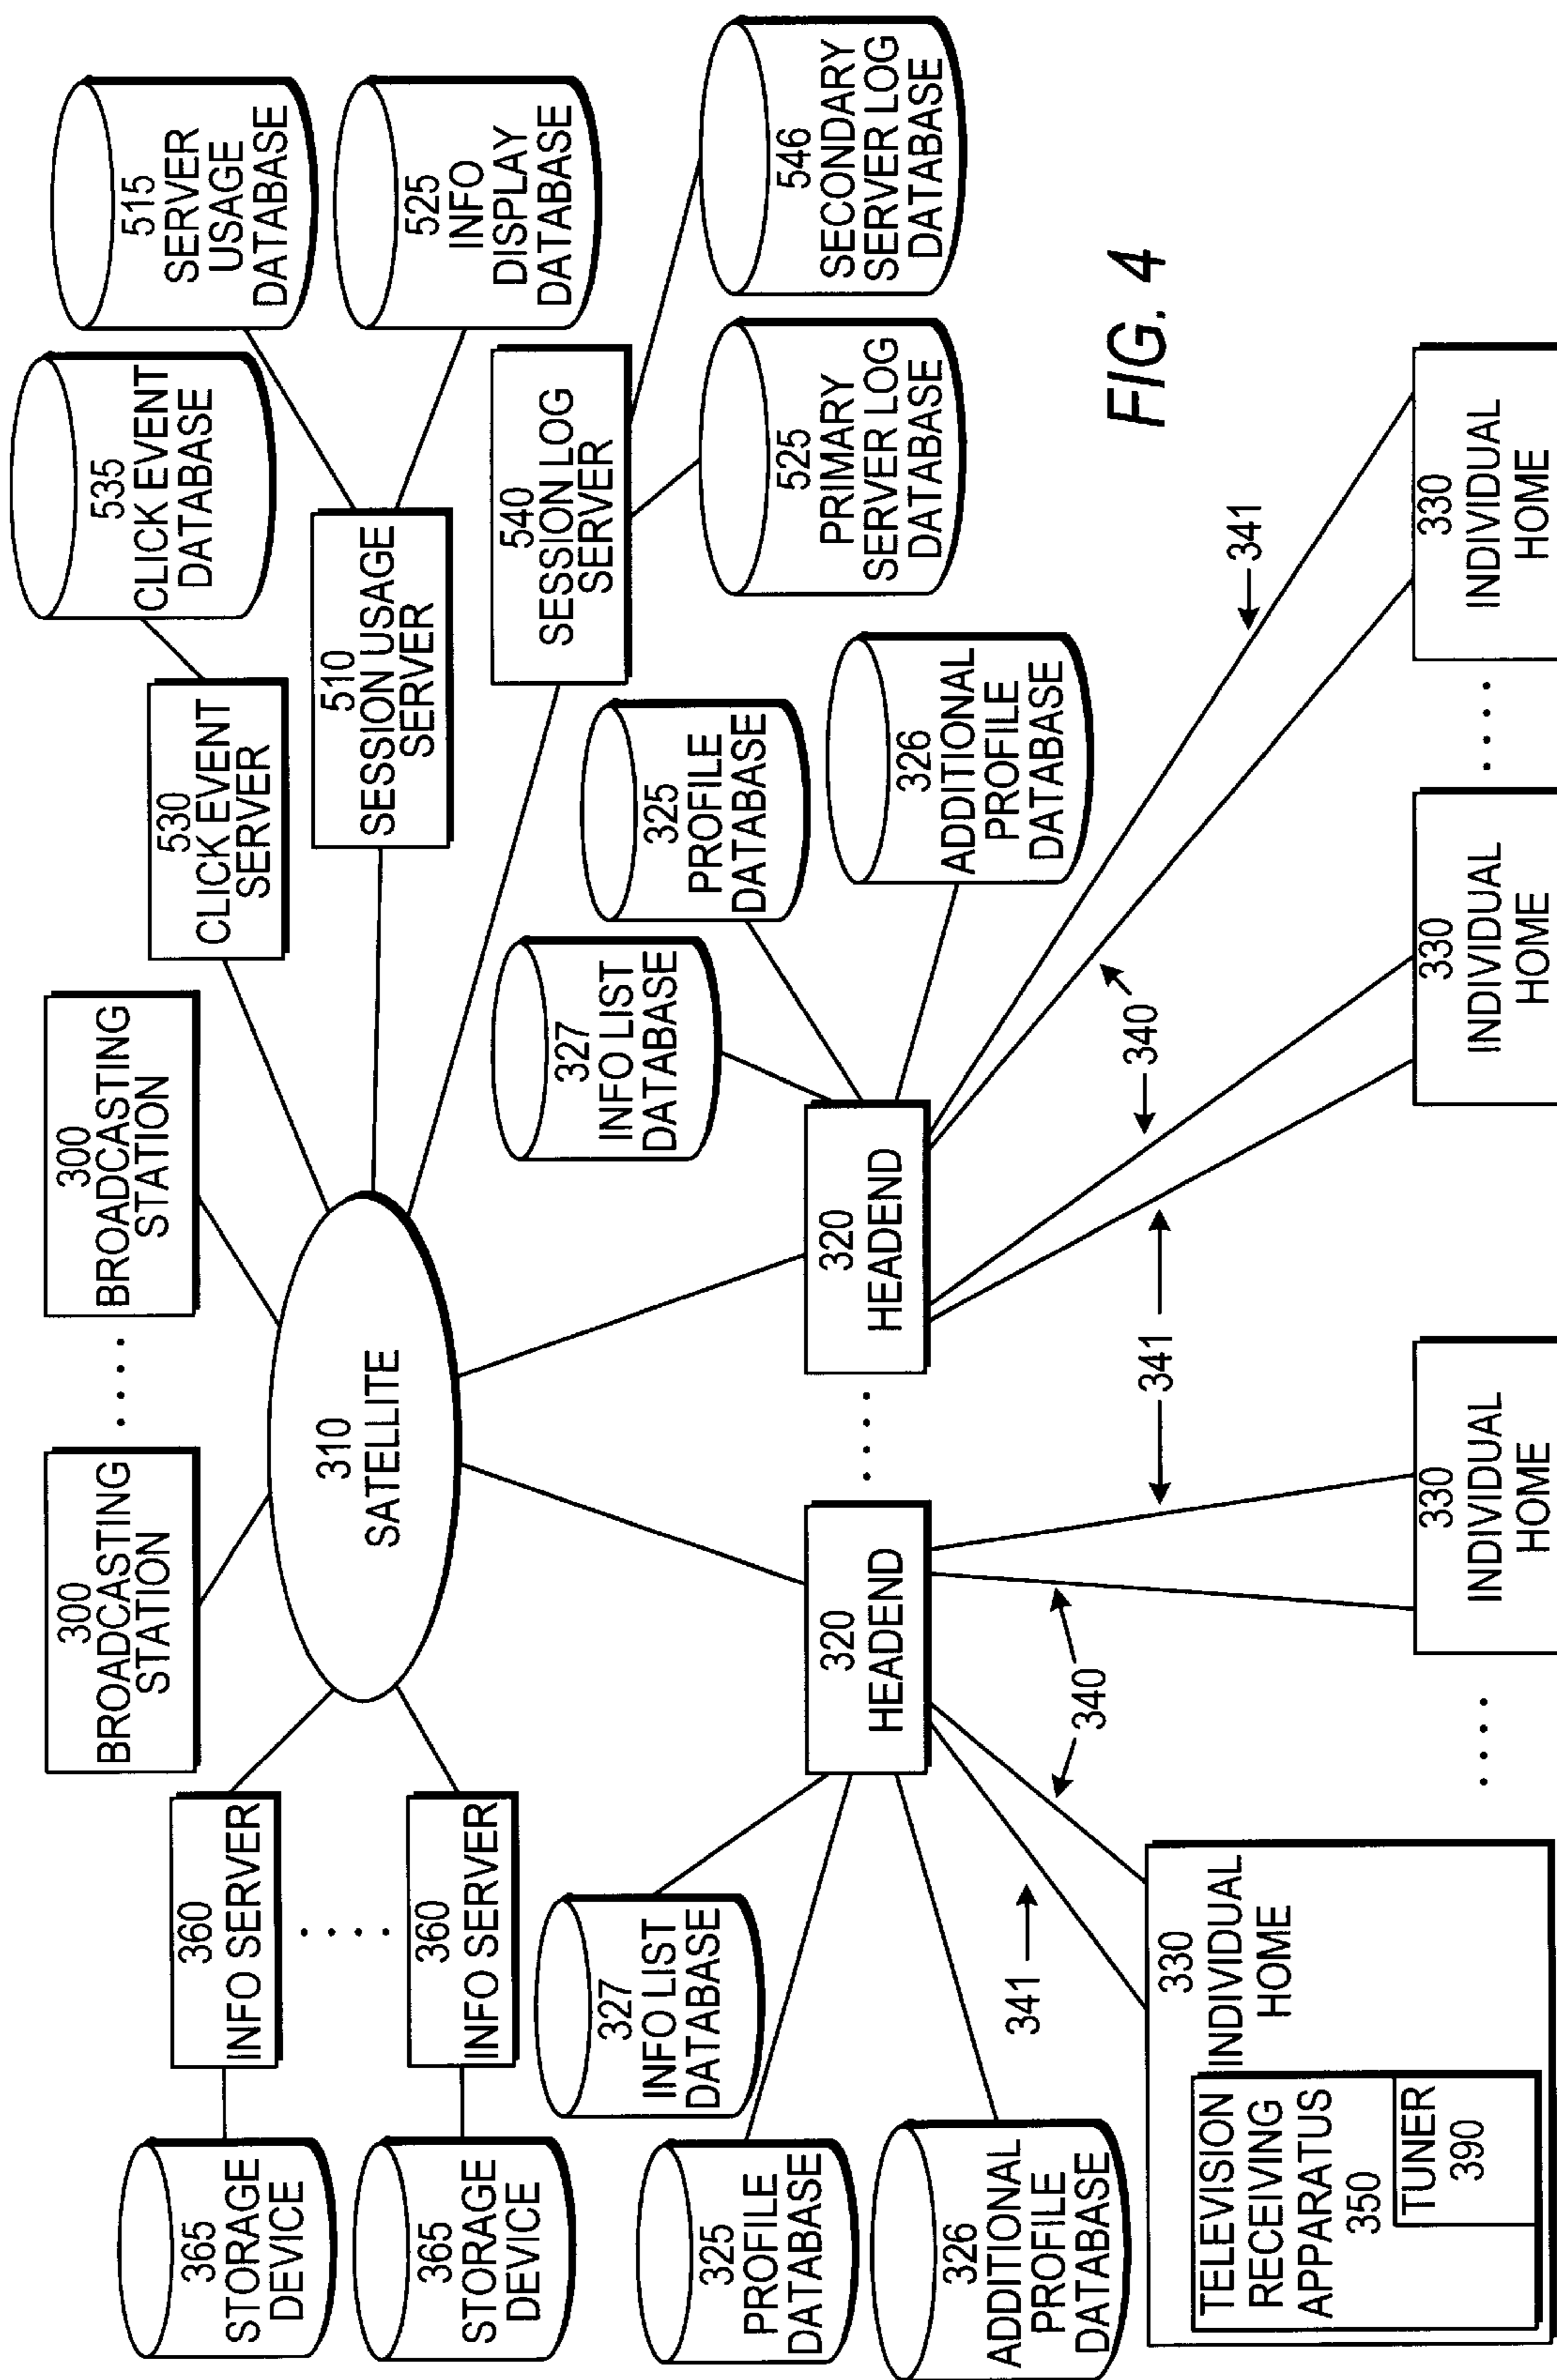 300
BROADCASTING
STATION
300
BROADCASTING
STATION
535
CLICK EVENT
DATABASE
515
SERVER
USAGE
DATABASE
365
STORAGE
DEVICE
360
INFO SERVER
310
SATELLITE
530
CLICK EVENT
SERVER
510
SESSION USAGE
SERVER
525
INFO
DISPLAY
DATABASE
365
STORAGE
DEVICE
360
INFO SERVER
540
SESSION LOG
SERVER
327
INFO LIST
DATABASE
327
INFO LIST
DATABASE
325
PROFILE
DATABASE
525
PRIMARY
SERVER LOG
DATABASE
546
SECONDARY
SERVER LOG
DATABASE
325
PROFILE
DATABASE
320
HEADEND
320
HEADEND
326
ADDITIONAL
PROFILE
DATABASE
326
ADDITIONAL
PROFILE
DATABASE
341
340
341
340
341
FIG. 4
330
INDIVIDUAL
HOME
TELEVISION
RECEIVING
APPARATUS
350
TUNER
390
330
INDIVIDUAL
HOME
330
INDIVIDUAL
HOME
330
INDIVIDUAL
HOME